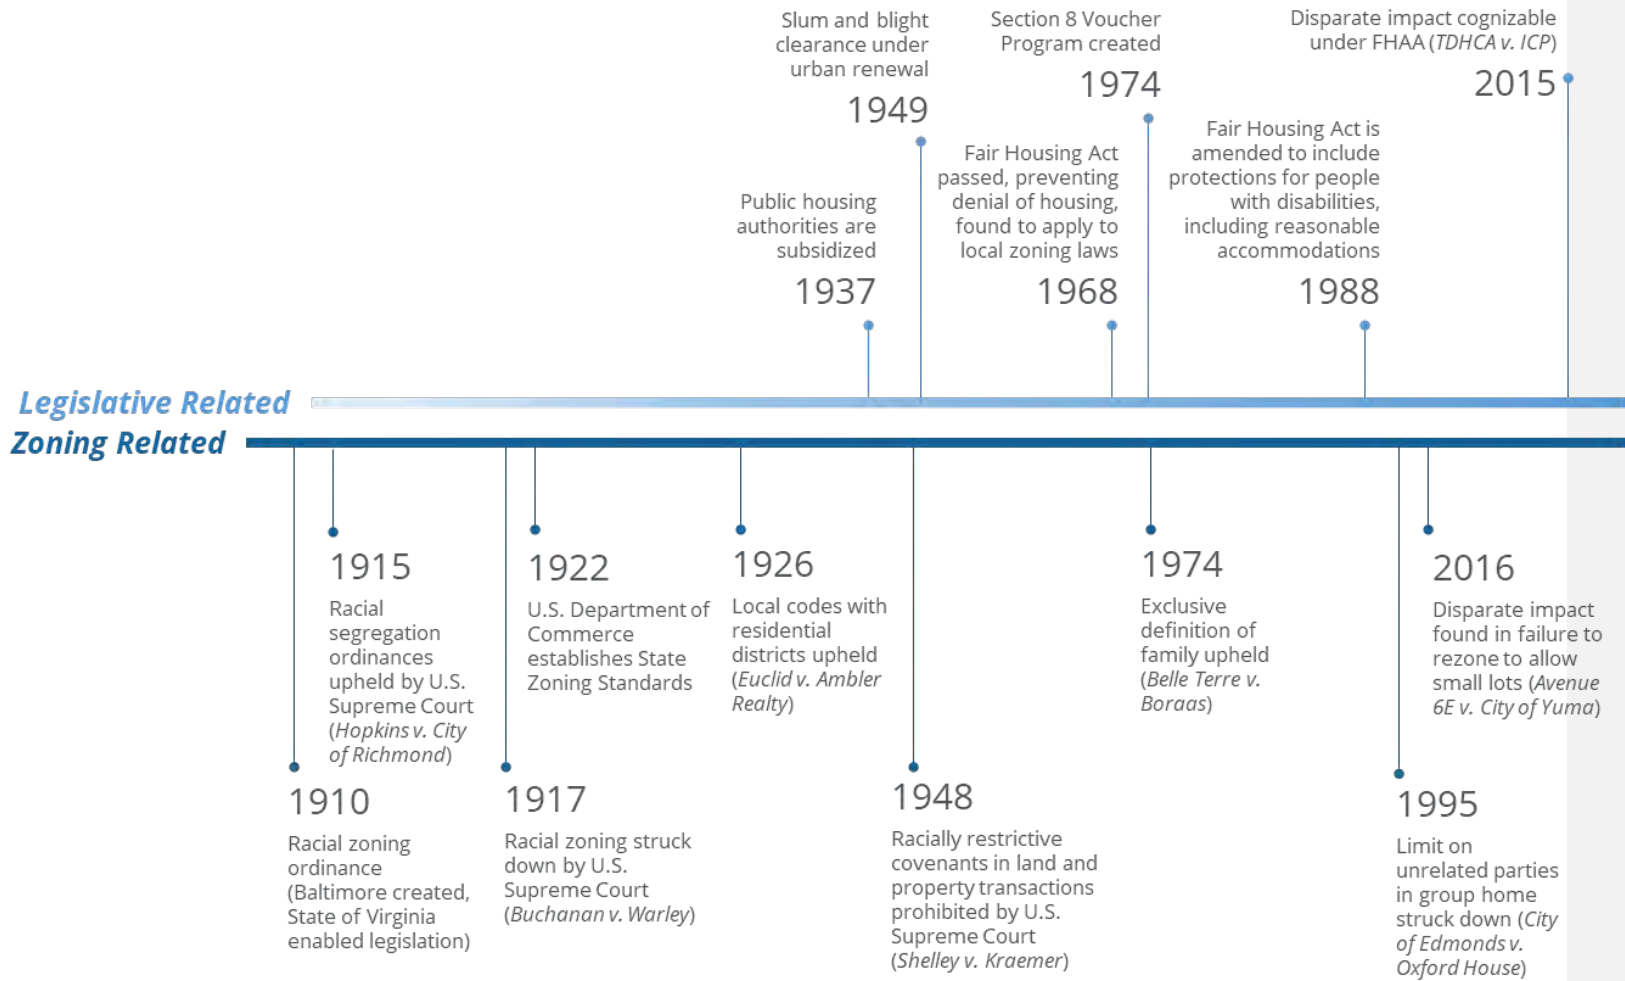 Slum and blight
clearance under
urban renewal
1949
Section 8 Voucher
Program created
1974
Disparate impact cognizable
under FHAA (TDHCA v. ICP)
2015
Public housing
authorities are
subsidized
1937
Fair Housing Act
passed, preventing
denial of housing,
found to apply to
local zoning laws
1968
Fair Housing Act is
amended to include
protections for people
with disabilities,
including reasonable
accommodations
1988
Legislative Related
Zoning Related
1915
Racial
segregation
ordinances
upheld by U.S.
Supreme Court
(Hopkins v. City
of Richmond)
1922
U.S. Department of
Commerce
establishes State
Zoning Standards
1926
Local codes with
residential
districts upheld
(Euclid v. Ambler
Realty)
1974
Exclusive
definition of
family upheld
(Belle Terre v.
Boraas)
2016
Disparate impact
found in failure to
rezone to allow
small lots (Avenue
6E v. City of Yuma)
1910
Racial zoning
ordinance
(Baltimore created,
State of Virginia
enabled legislation)
1917
Racial zoning struck
down by U.S.
Supreme Court
(Buchanan v. Warley)
1948
Racially restrictive
covenants in land and
property transactions
prohibited by U.S.
Supreme Court
(Shelley v. Kraemer)
1995
Limit on
unrelated parties
in group home
struck down (City
of Edmonds v.
Oxford House)